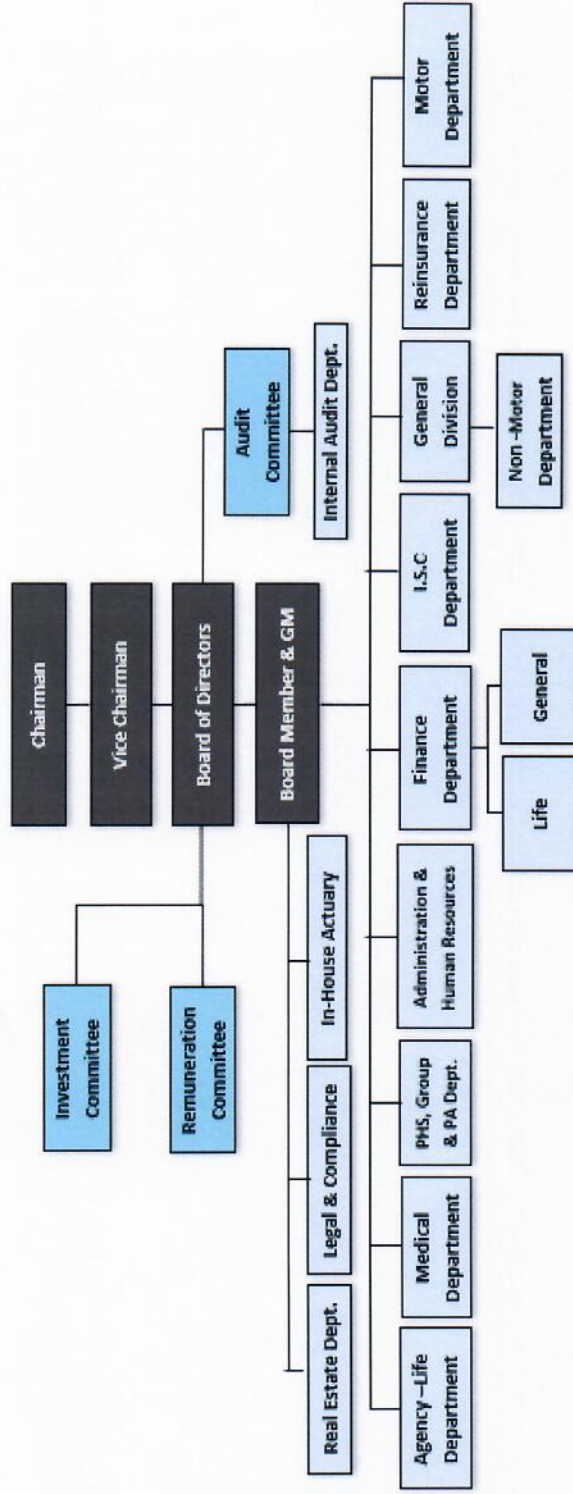 Chairman
Vice Chairman
Board of Directors
Board Member & GM
Investment
Committee
Remuneration
Committee
Audit
Committee
Internal Audit Dept.
Real Estate Dept.
Legal & Compliance
In-House Actuary
Agency –Life
Department
Medical
Department
PHS, Group
& PA Dept.
Administration &
Human Resources
Finance
Department
I.S.C
Department
General
Division
Reinsurance
Department
Motor
Department
Life
General
Non -Motor
Department